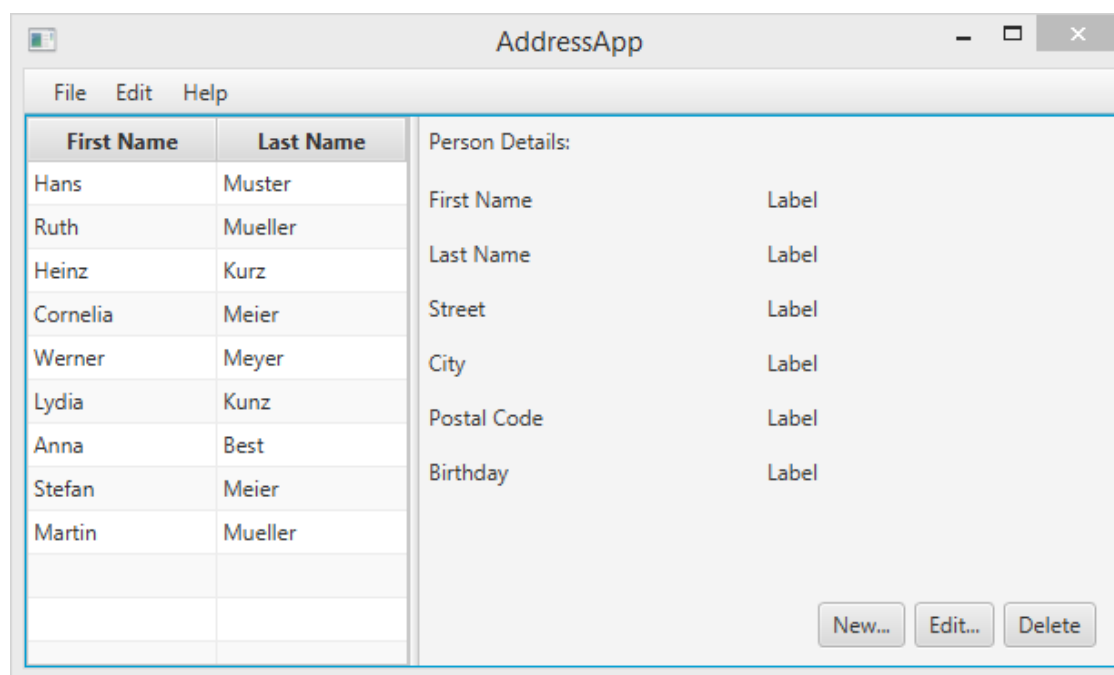 AddressApp
File Edit Help
First Name Last Name
Hans Muster
Ruth Mueller
Heinz Kurz
Cornelia Meier
Werner Meyer
Lydia Kunz
Anna Best
Stefan Meier
Martin Mueller
Person Details:
First Name Label
Last Name Label
Street Label
City Label
Postal Code Label
Birthday Label
New... Edit... Delete